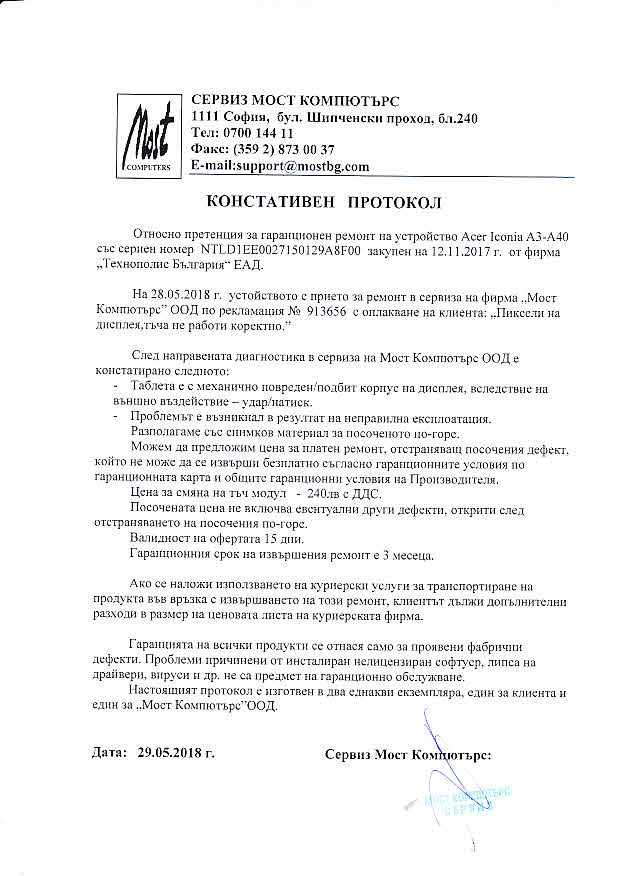 СЕРВИЗ МОСТ КОМПЮТЪРС
1111 София, бул. Шипченски проход, бл.240
Тел: 0700 144 11
Факс: (359 2) 873 00 37
E-mail:support@mostbg.com
Most
COMPUTERS
КОНСТАТИВЕН ПРОТОКОЛ
Относно претенция за гаранционен ремонт на устройство Acer Iconia A3-A40
със сериен номер NTLD1EE0027150129A8F00 закупен на 12.11.2017 г. от фирма
„Технополис България“ ЕАД.
На 28.05.2018 г. устойството с прието за ремонт в сервиза на фирма „Мост
Компютърс” ООД по рекламация № 913656 с оплакване на клиента: „Пиксели на
дисплея,тъча не работи коректно.”
След направената диагностика в сервиза на Мост Компютърс ООД е
констатирано следното:
- Таблета е с механично повреден/подбит корпус на дисплея, вследствие на
външно въздействие – удар/натиск.
- Проблемът е възникнал в резултат на неправилна експлоатация.
Разполагаме със снимков материал за посоченото по-горе.
Можем да предложим цена за платен ремонт, отстраняващ посочения дефект,
който не може да се извърши безплатно съгласно гаранционните условия по
гаранционната карта и общите гаранционни условия на Производителя.
Цена за смяна на тъч модул - 240лв с ДДС.
Посочената цена не включва евентуални други дефекти, открити след
отстраняването на посочения по-горе.
Валидност на офертата 15 дни.
Гаранционния срок на извършения ремонт е 3 месеца.
Ако се наложи използването на куриерски услуги за транспортиране на
продукта във връзка с извършването на този ремонт, клиентът дължи допълнителни
разходи в размер на ценовата листа на куриерската фирма.
Гаранцията на всички продукти се отнася само за проявени фабрични
дефекти. Проблеми причинени от инсталиран нелицензиран софтуер, липса на
драйвери, вируси и др. не са предмет на гаранционно обслужване.
Настоящият протокол е изготвен в два еднакви екземпляра, един за клиента и
един за „Мост Компютърс”ООД.
Дата: 29.05.2018 г.
Сервиз Мост Компютърс:
МОСТ КОМПЮТЪРС
СЕРВИЗ